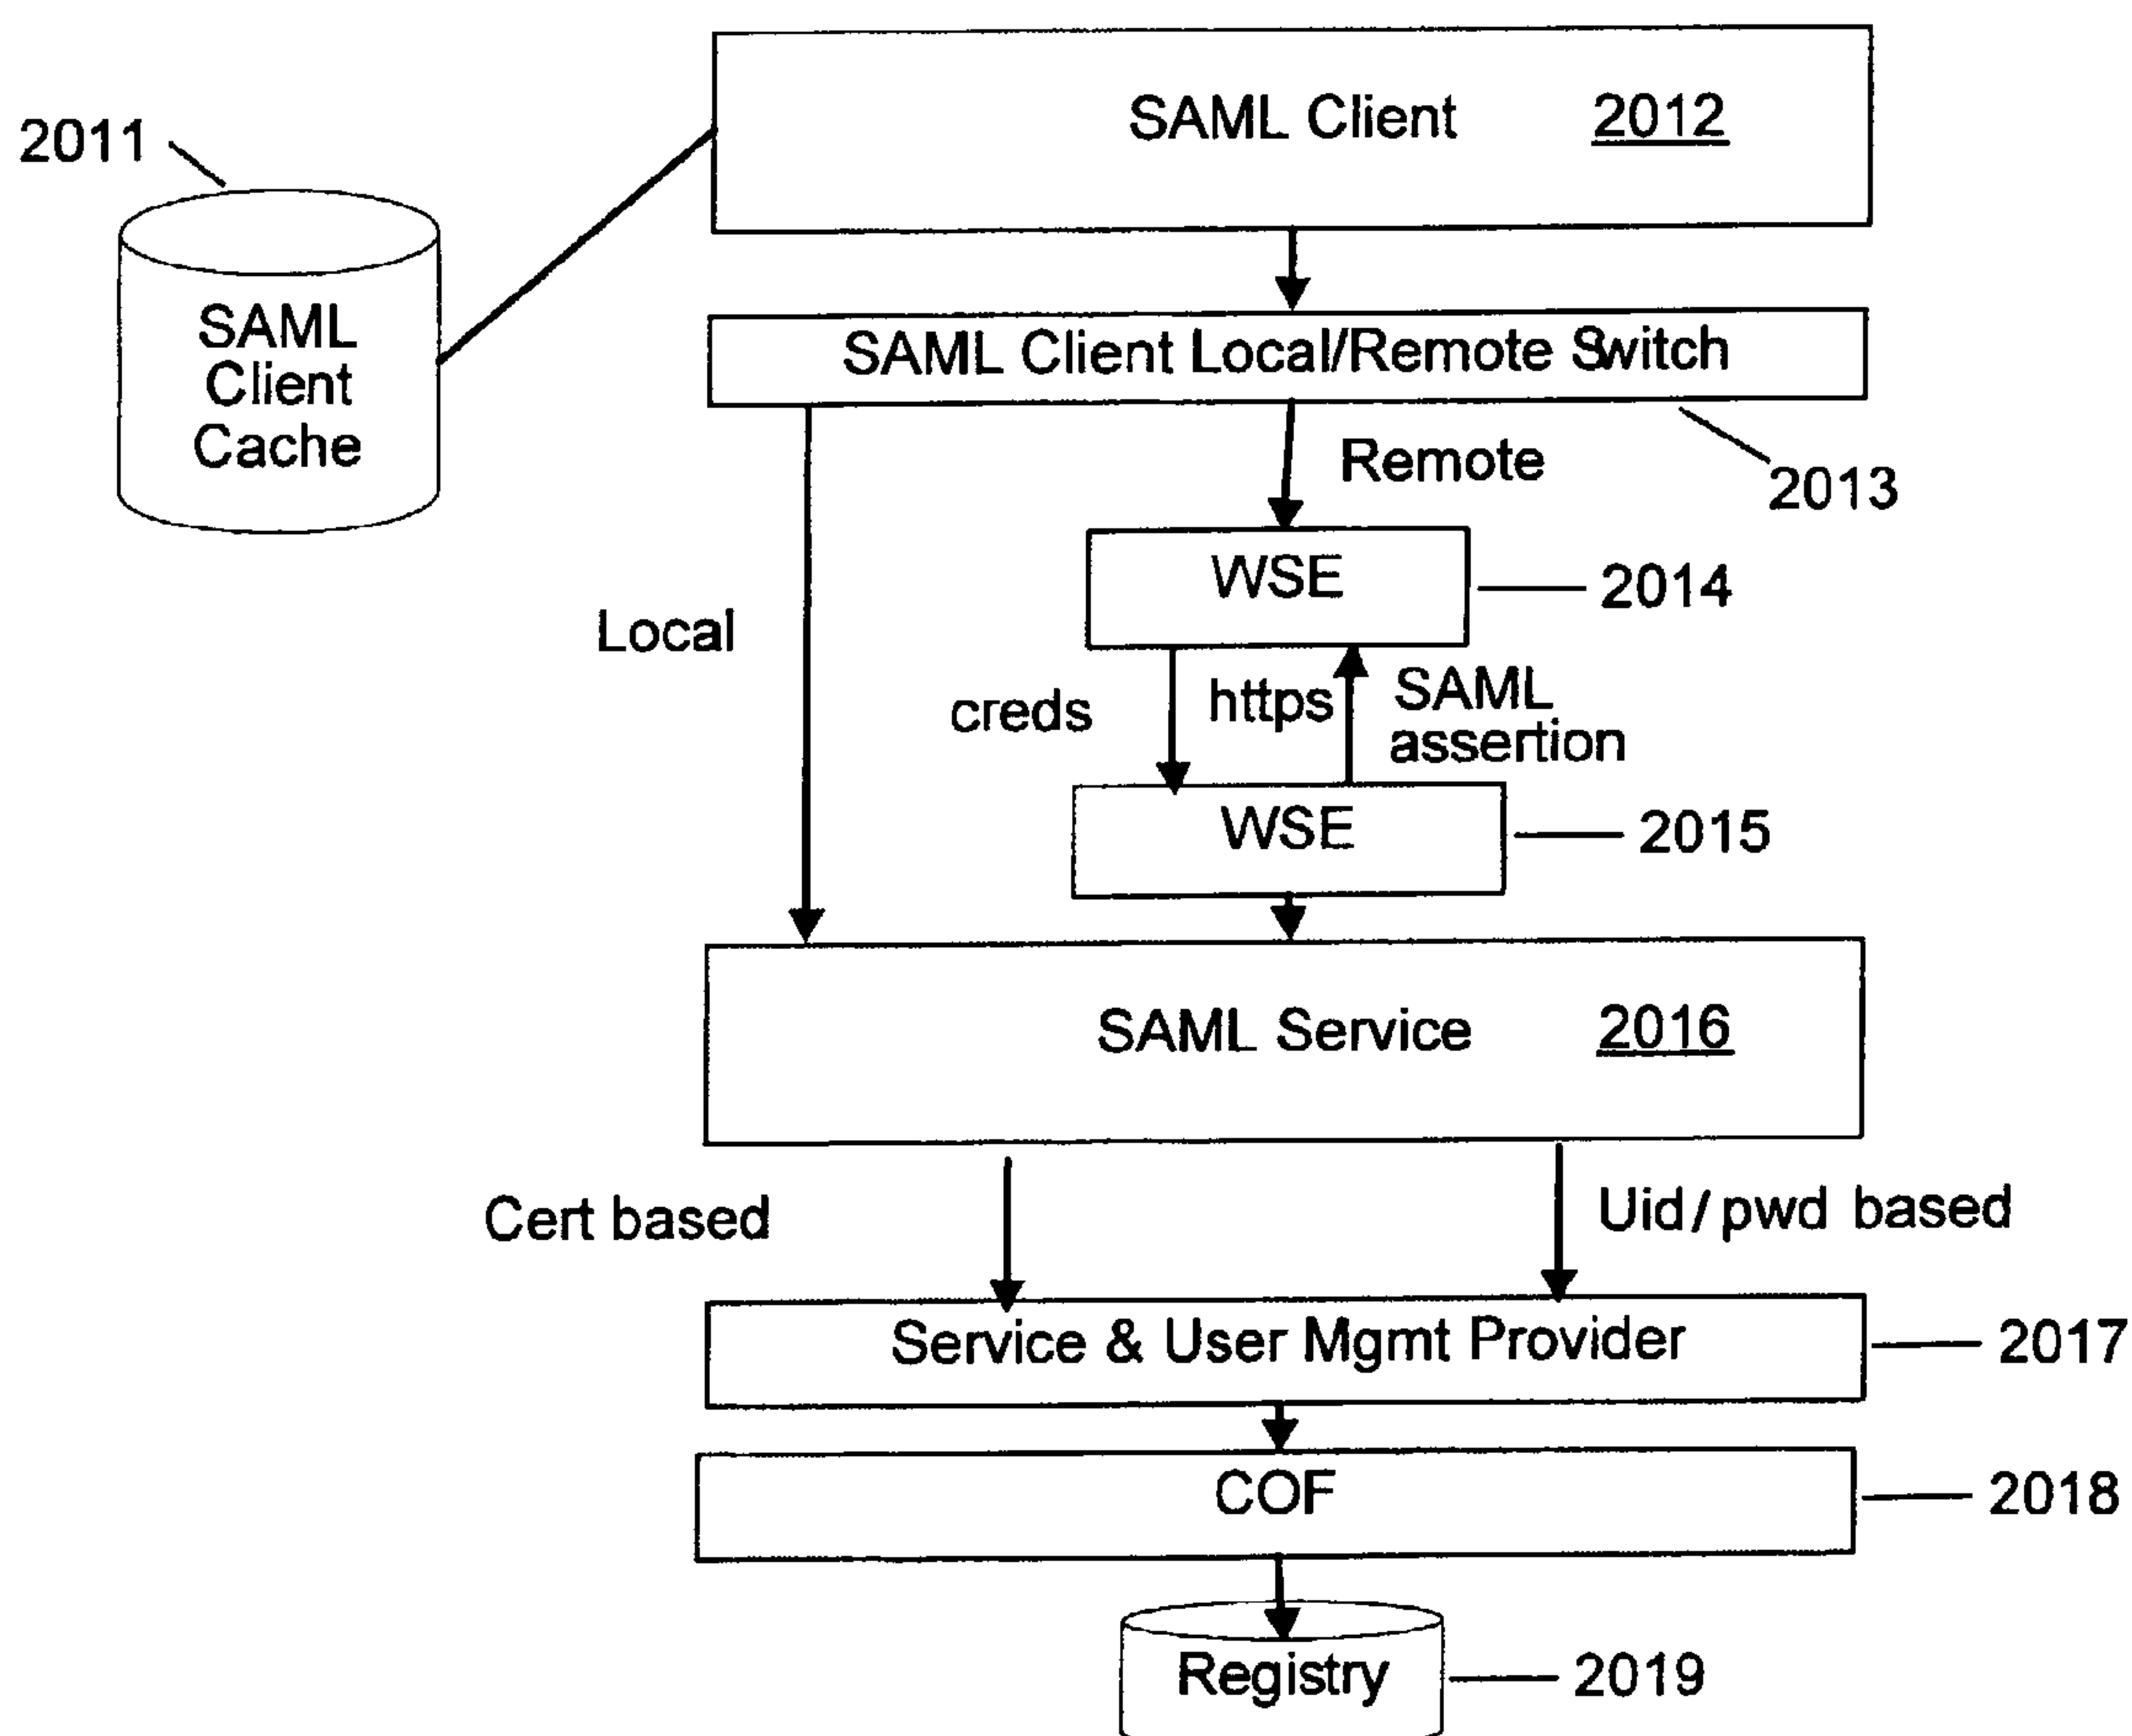 SAML Client 2012
2011
SAML
Client
Cache
SAML Client Local/Remote Switch
2013
Remote
WSE
2014
Local
creds
https
SAML
assertion
WSE
2015
SAML Service 2016
Cert based
Uid/pwd based
Service & User Mgmt Provider
2017
COF
2018
Registry
2019